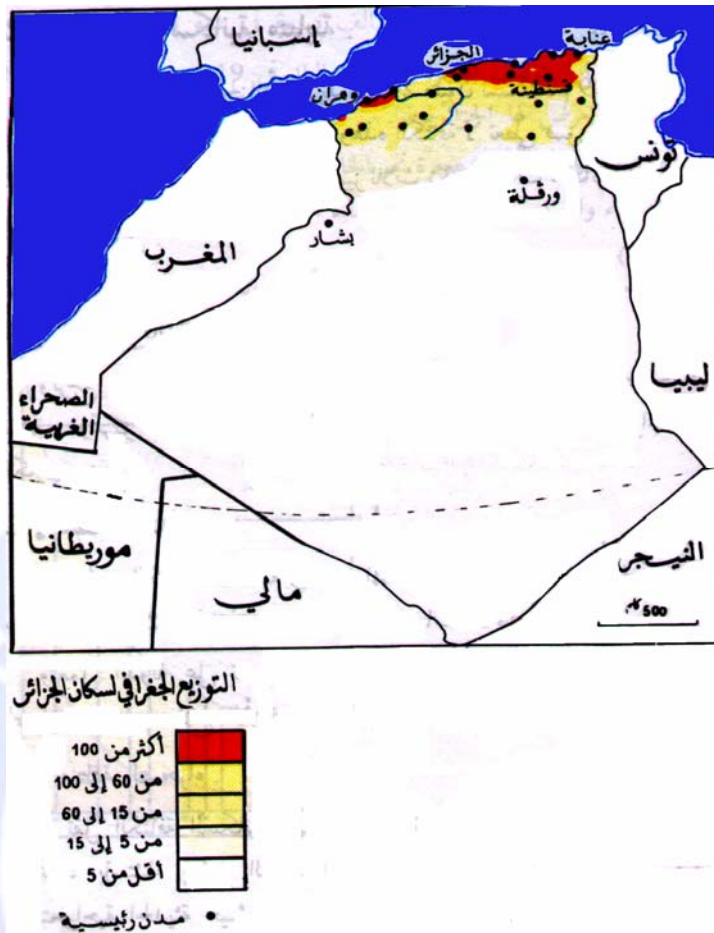 إسبانيا
عنابة
الجزائر
قسنطينة
وهران
تونس
ورقلة
بشار
المغرب
ليبيا
الصحراء
الغربية
موريطانيا
مالي
النيجر
500 كلم
التوزيع الجغرافي لسكان الجزائر
أكثر من 100
من 60 إلى 100
من 15 إلى 60
من 5 إلى 15
أقل من 5
مدن رئيسية